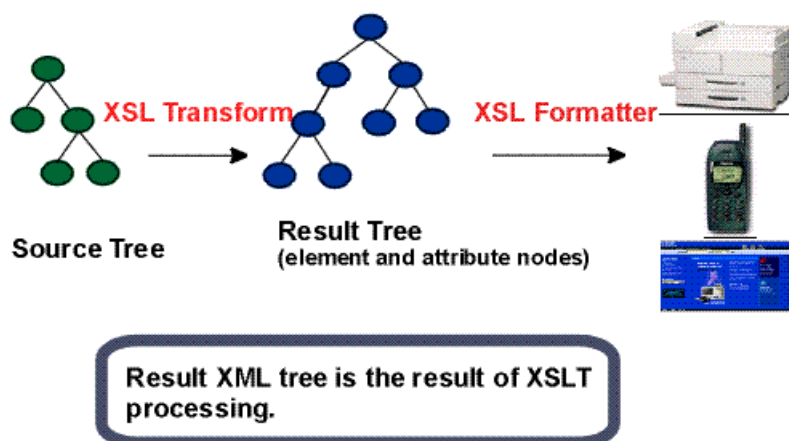 XSL Transform
XSL Formatter
Source Tree
Result Tree
(element and attribute nodes)
Result XML tree is the result of XSLT
processing.